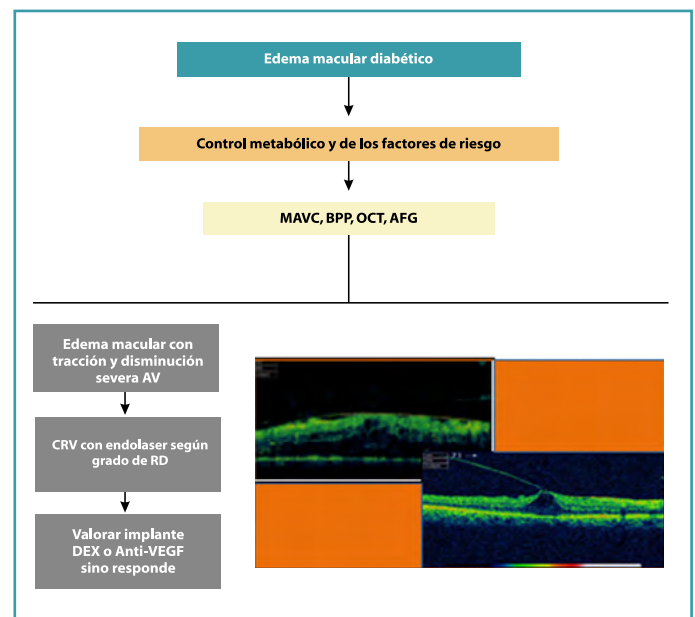 Edema macular diabético
Control metabólico y de los factores de riesgo
MAVC, BPP, OCT, AFG
Edema macular con
tracción y disminución
severa AV
CRV con endolaser según
grado de RD
Valorar implante
DEX o Anti-VEGF
sino responde